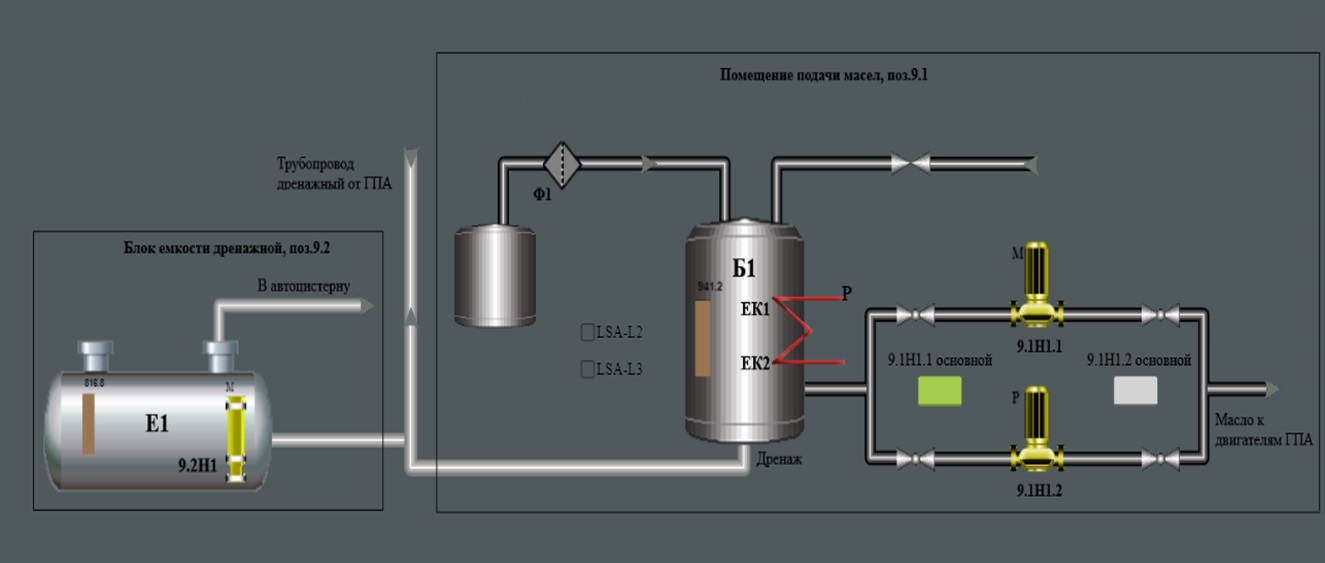 Помещение подачи масел, поз.9.1
Трубопровод
дренажный от ГПА
Ф1
Блок емкости дренажной, поз.9.2
В автоцистерну
Б1
941.2
ЕК1
Р
ЕК2
LSA-L2
LSA-L3
М
9.1Н1.1
9.1Н1.1 основной
9.1Н1.2 основной
816.8
М
Е1
9.2Н1
Р
Масло к
двигателям ГПА
Дренаж
9.1Н1.2